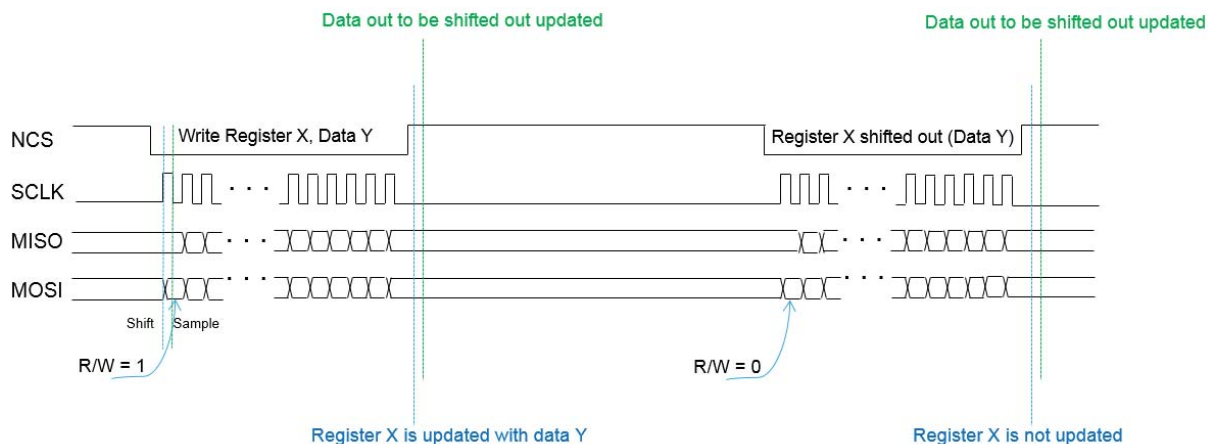 Data out to be shifted out updated
Data out to be shifted out updated
NCS
Write Register X, Data Y
Register X shifted out (Data Y)
SCLK
MISO
MOSI
Shift
Sample
R/W = 1
R/W = 0
Register X is updated with data Y
Register X is not updated